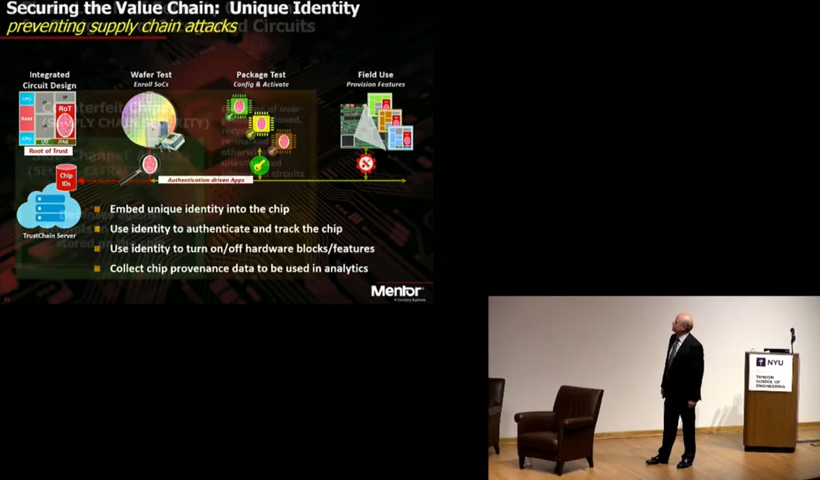 Securing the Value Chain: Unique Identity
preventing supply chain attacks
Integrated
Circuit Design
Wafer Test
Enroll SoCs
Package Test
Config & Activate
Field Use
Provision Features
RoT
Root of Trust
Chip
IDs
Authentication-driven Apps
TrustChain Server
Embed unique identity into the chip
Use identity to authenticate and track the chip
Use identity to turn on/off hardware blocks/features
Collect chip provenance data to be used in analytics
Mentor
NYU
TANDON
SCHOOL OF
ENGINEERING